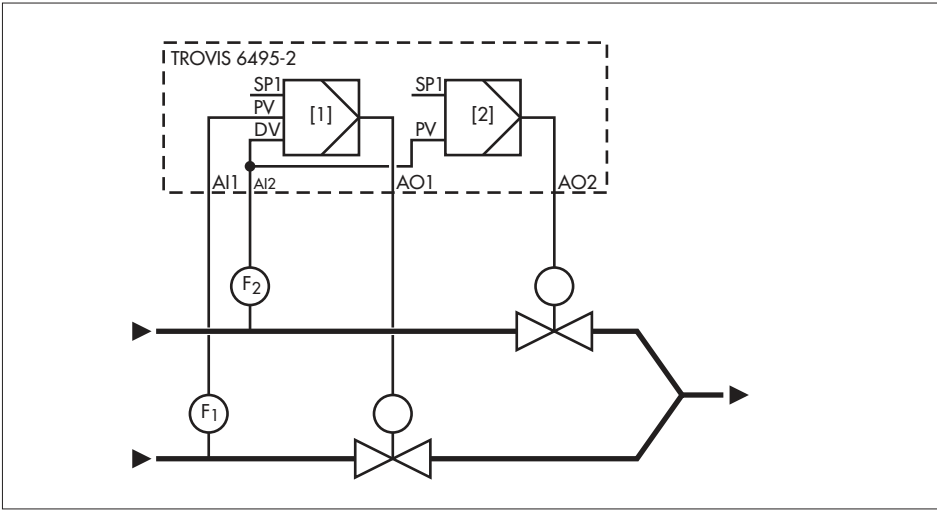 TROVIS 6495-2
SP1
PV
DV
[1]
SP1
PV
[2]
AI1
AI2
AO1
AO2
F2
F1